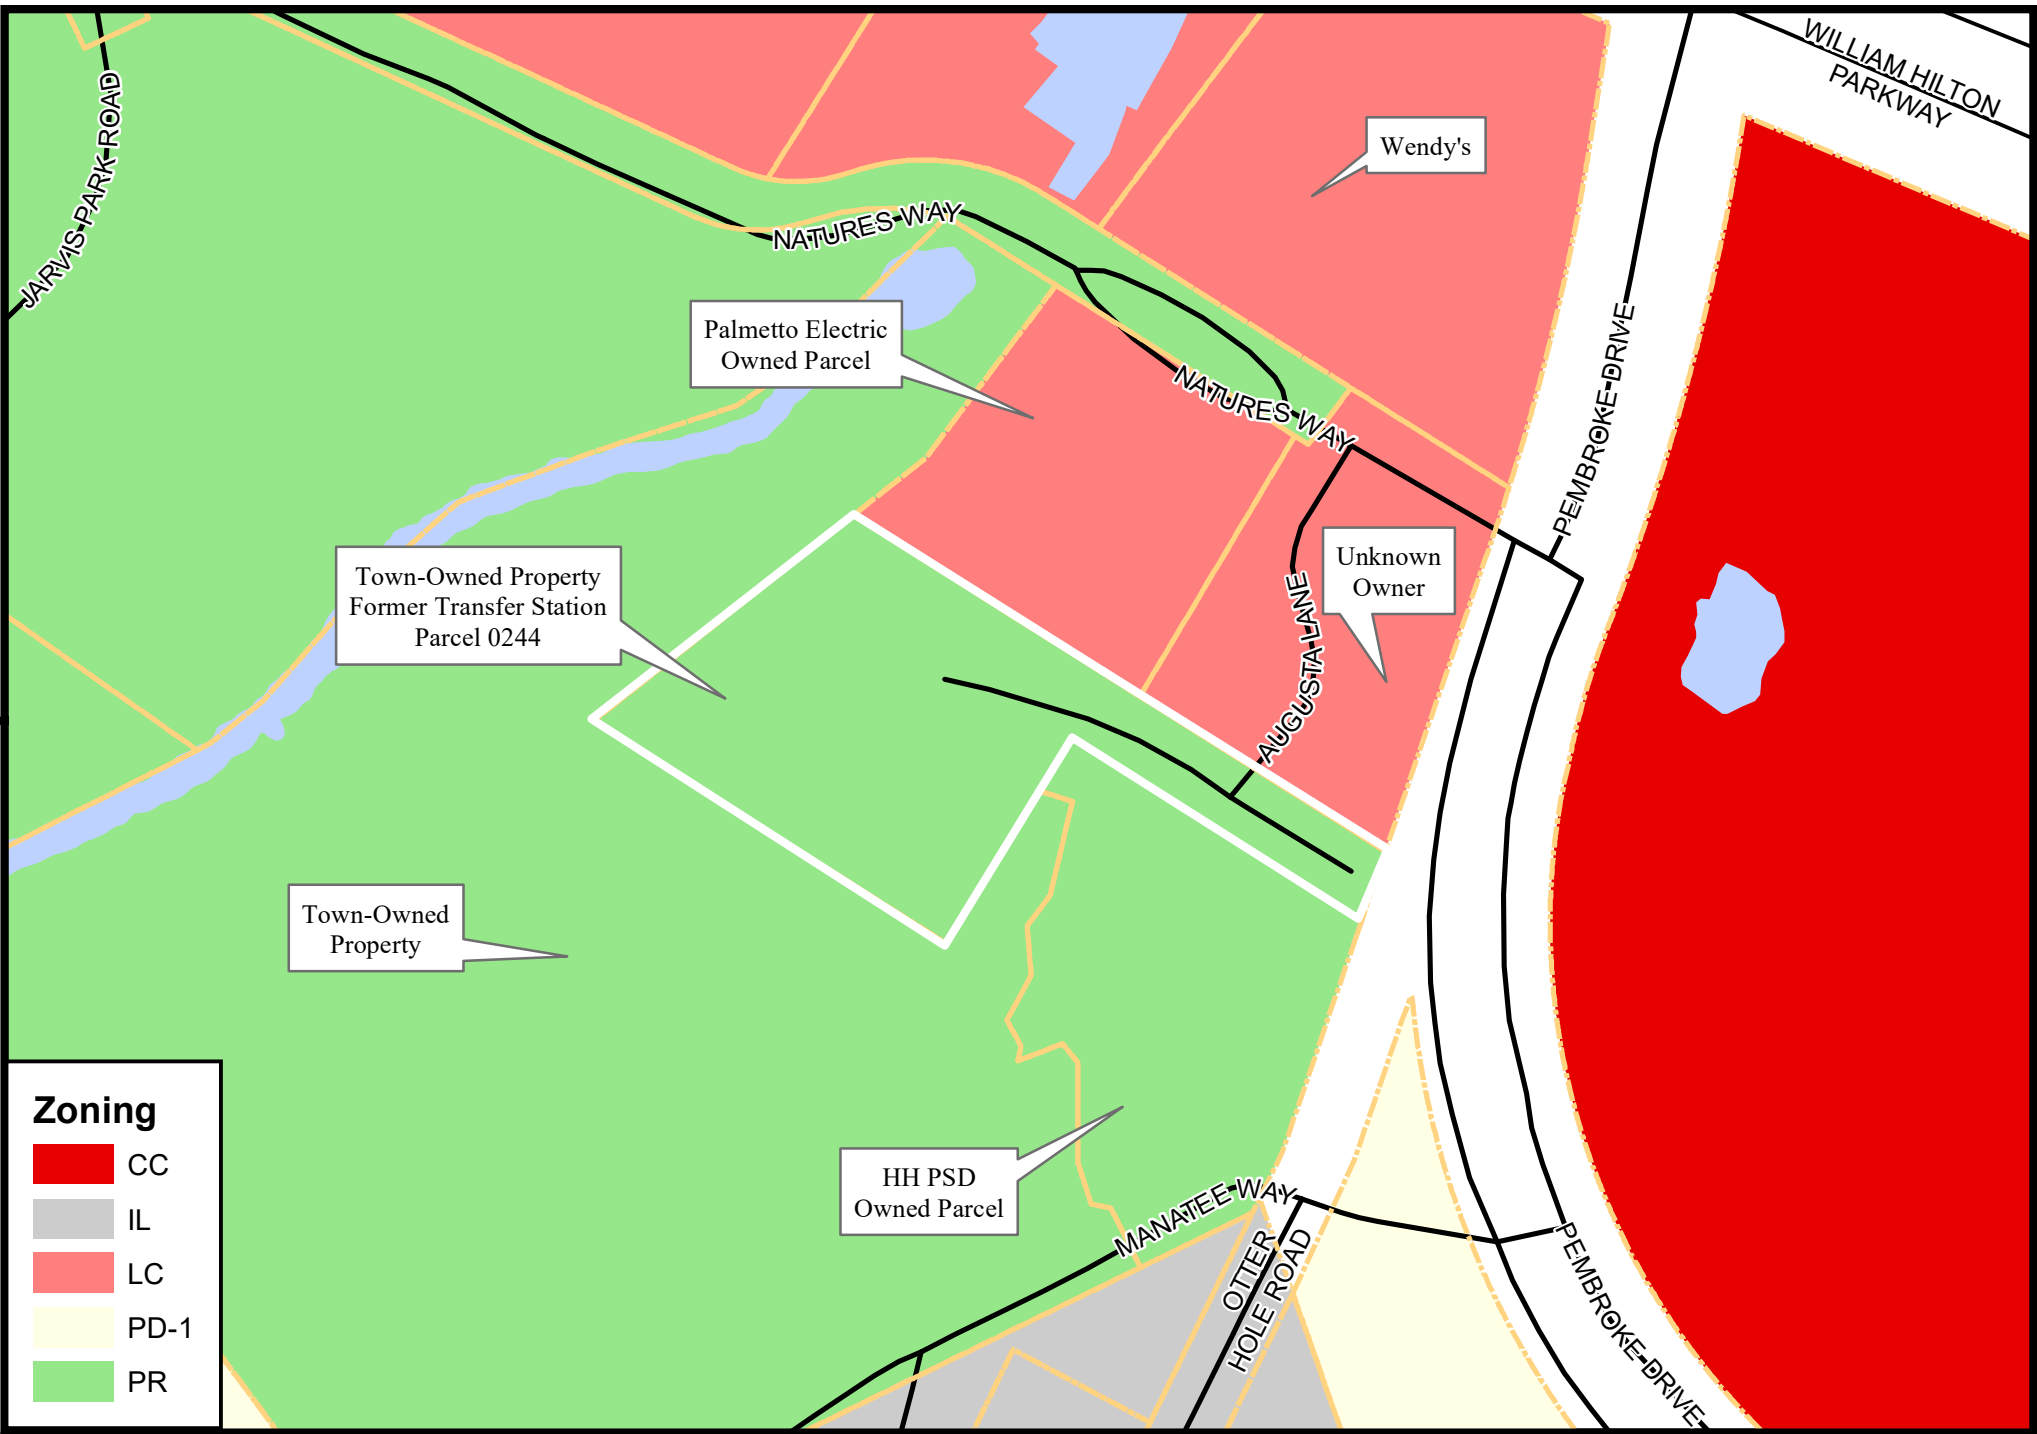 WILLIAM HILTON
PARKWAY
JARVIS PARK ROAD
Wendy's
NATURES WAY
Palmetto Electric
Owned Parcel
NATURES WAY
PEMBROKE DRIVE
Unknown
Owner
Town-Owned Property
Former Transfer Station
Parcel 0244
AUGUSTA LANE
Town-Owned
Property
HH PSD
Owned Parcel
MANATEE WAY
OTTER
HOLE ROAD
PEMBROKE DRIVE
Zoning
CC
IL
LC
PD-1
PR